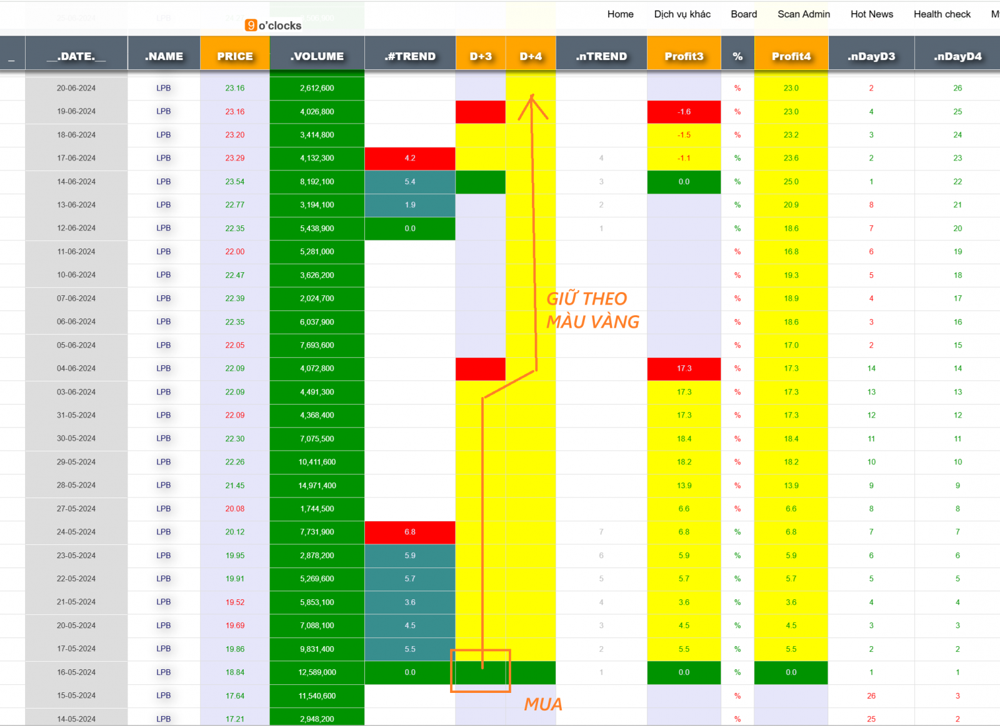 Home Dịch vụ khác Board Scan Admin Hot News Health check
9 o'clocks
_ __.DATE.__ .NAME PRICE .VOLUME .#TREND D+3 D+4 .nTREND Profit3 % Profit4 .nDayD3 .nDayD4
20-06-2024 LPB 23.16 2,612,600 % 23.0 2 26
19-06-2024 LPB 23.16 4,026,800 -1.6 % 23.0 4 25
18-06-2024 LPB 23.20 3,414,800 -1.5 % 23.2 3 24
17-06-2024 LPB 23.29 4,132,300 4.2 4 -1.1 % 23.6 2 23
14-06-2024 LPB 23.54 8,192,100 5.4 3 0.0 % 25.0 1 22
13-06-2024 LPB 22.77 3,194,100 1.9 2 % 20.9 8 21
12-06-2024 LPB 22.35 5,438,900 0.0 1 % 18.6 7 20
11-06-2024 LPB 22.00 5,281,000 % 16.8 6 19
10-06-2024 LPB 22.47 3,626,200 % 19.3 5 18
07-06-2024 LPB 22.39 2,024,700 % 18.9 4 17
GIỮ THEO
MÀU VÀNG
06-06-2024 LPB 22.35 6,037,900 % 18.6 3 16
05-06-2024 LPB 22.05 7,693,600 % 17.0 2 15
04-06-2024 LPB 22.09 4,072,800 17.3 % 17.3 14 14
03-06-2024 LPB 22.09 4,491,300 17.3 % 17.3 13 13
31-05-2024 LPB 22.09 4,368,400 17.3 % 17.3 12 12
30-05-2024 LPB 22.30 7,075,500 18.4 % 18.4 11 11
29-05-2024 LPB 22.26 10,411,600 18.2 % 18.2 10 10
28-05-2024 LPB 21.45 14,971,400 13.9 % 13.9 9 9
27-05-2024 LPB 20.08 1,744,500 6.6 % 6.6 8 8
24-05-2024 LPB 20.12 7,731,900 6.8 7 6.8 % 6.8 7 7
23-05-2024 LPB 19.95 2,878,200 5.9 6 5.9 % 5.9 6 6
22-05-2024 LPB 19.91 5,269,600 5.7 5 5.7 % 5.7 5 5
21-05-2024 LPB 19.52 5,853,100 3.6 4 3.6 % 3.6 4 4
20-05-2024 LPB 19.69 7,088,100 4.5 3 4.5 % 4.5 3 3
17-05-2024 LPB 19.86 9,831,400 5.5 2 5.5 % 5.5 2 2
16-05-2024 LPB 18.84 12,589,000 0.0 1 0.0 % 0.0 1 1
15-05-2024 LPB 17.64 11,540,600 % 26 3
MUA
14-05-2024 LPB 17.21 2,948,200 % 25 2